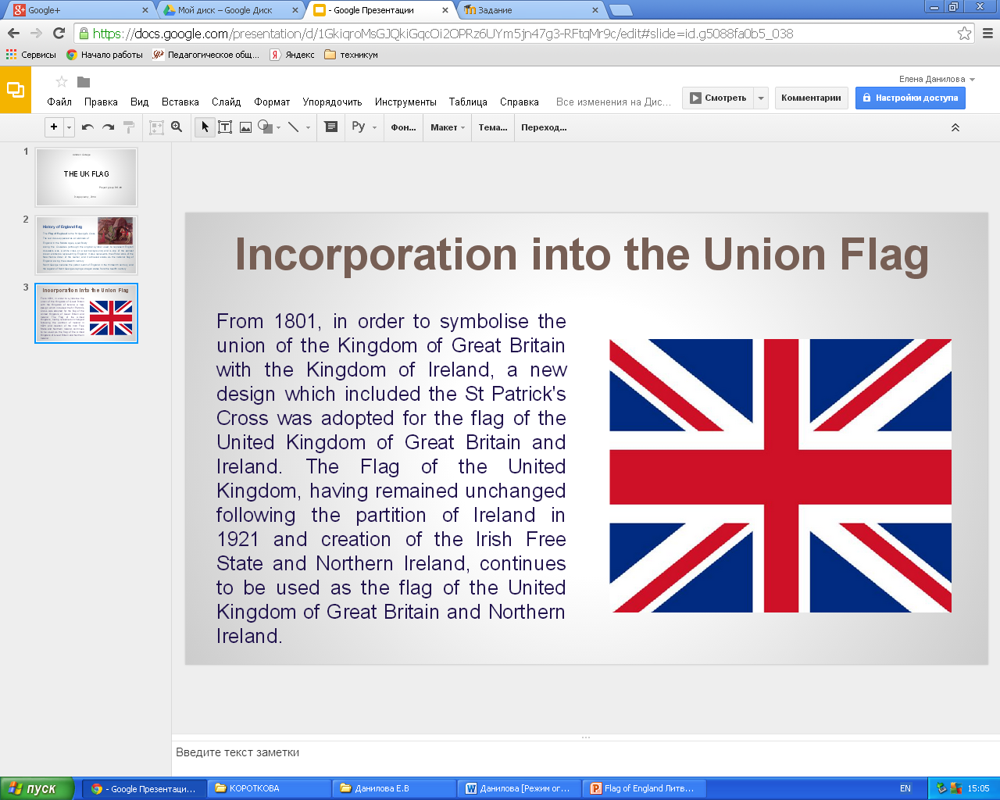 Google+
Мой диск – Google Диск
- Google Презентации
Задание
https://docs.google.com/presentation/d/1GkiqroMsGJQkiGqcOi2OPRz6UYm5jn47g3-RFtqMr9c/edit#slide=id.g5088fa0b5_038
Сервисы
Начало работы
Педагогическое общ...
Яндекс
техникум
Елена Данилова
Файл Правка Вид Вставка Слайд Формат Упорядочить Инструменты Таблица Справка Все изменения на Дис...
Смотреть
Комментарии
Настройки доступа
Ру
Фон...
Макет
Тема...
Переход...
1
THE UK FLAG
2
History of England flag
3
Incorporation into the Union Flag
Incorporation into the Union Flag
From 1801, in order to symbolise the
union of the Kingdom of Great Britain
with the Kingdom of Ireland, a new
design which included the St Patrick's
Cross was adopted for the flag of the
United Kingdom of Great Britain and
Ireland. The Flag of the United
Kingdom, having remained unchanged
following the partition of Ireland in
1921 and creation of the Irish Free
State and Northern Ireland, continues
to be used as the flag of the United
Kingdom of Great Britain and Northern
Ireland.
Введите текст заметки
пуск
- Google Презентаци...
КОРОТКОВА
Данилова Е.В
Данилова [Режим ог...
Flag of England Литв...
EN
15:05